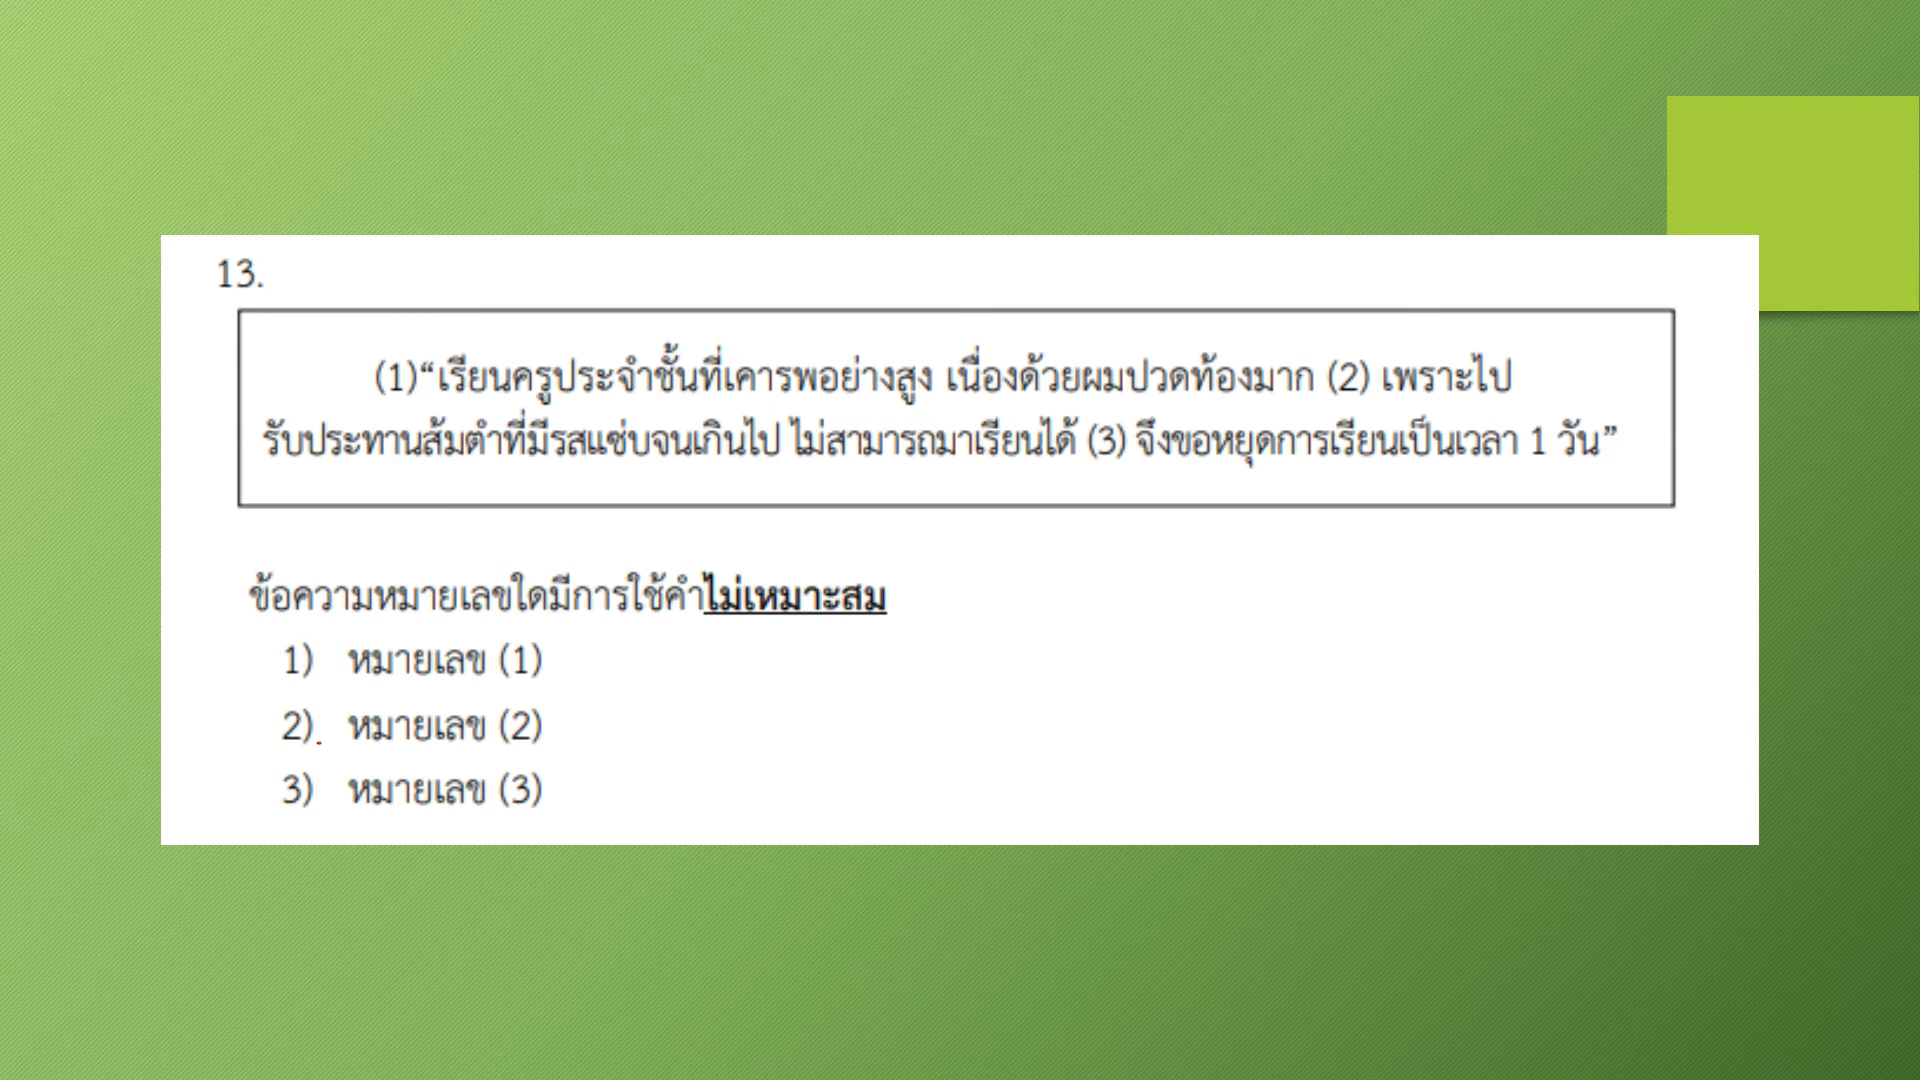 13.
(1)“เรียนครูประจำชั้นที่เคารพอย่างสูง เนื่องด้วยผมปวดท้องมาก (2) เพราะไป
รับประทานส้มตำที่มีรสแซ่บจนเกินไป ไม่สามารถมาเรียนได้ (3) จึงขอหยุดการเรียนเป็นเวลา 1 วัน”
ข้อความหมายเลขใดมีการใช้คำไม่เหมาะสม
1) หมายเลข (1)
2) หมายเลข (2)
3) หมายเลข (3)